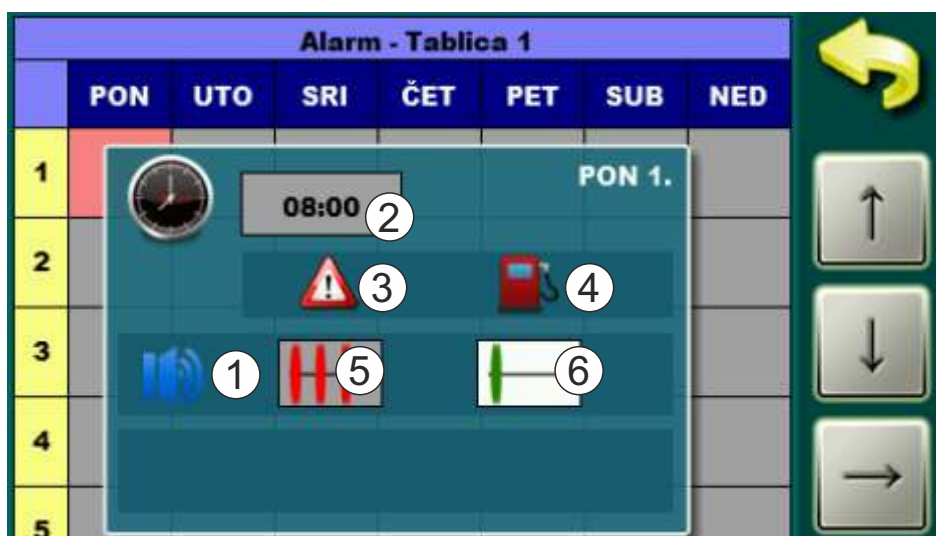 Alarm - Tablica 1
PON UTO SRI ČET PET SUB NED
1
PON 1.
08:00 2
2
3 4
3
1 5 6
4
5